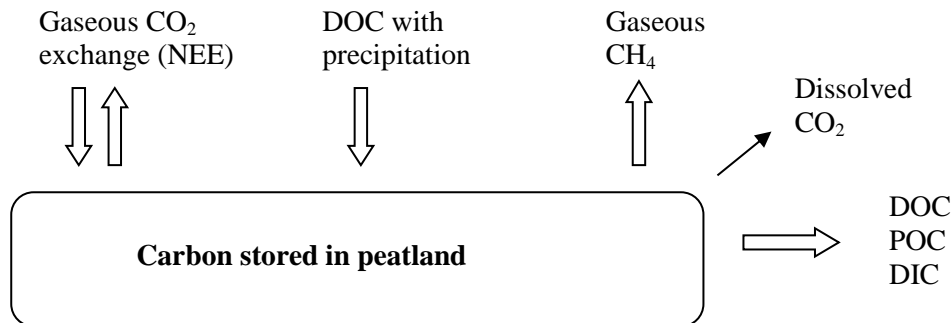 Gaseous CO₂
exchange (NEE)
DOC with
precipitation
Gaseous
CH₄
Dissolved
CO₂
Carbon stored in peatland
DOC
POC
DIC